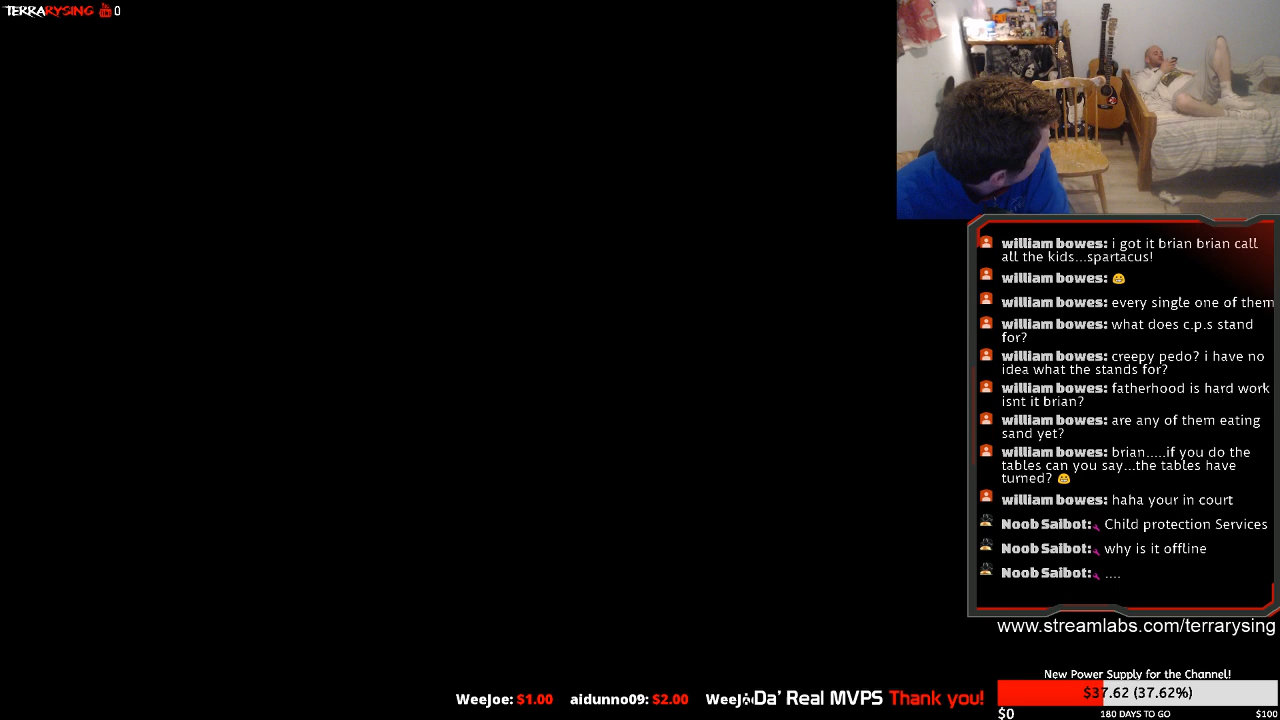 TERRARYSING 0
william bowes: i got it brian brian call
all the kids...spartacus!
william bowes: 😂
william bowes: every single one of them
william bowes: what does c.p.s stand
for?
william bowes: creepy pedo? i have no
idea what the stands for?
william bowes: fatherhood is hard work
isnt it brian?
william bowes: are any of them eating
sand yet?
william bowes: brian.....if you do the
tables can you say...the tables have
turned? 😂
william bowes: haha your in court
Noob Saibot: Child protection Services
Noob Saibot: why is it offline
Noob Saibot: ....
www.streamlabs.com/terrarysing
New Power Supply for the Channel!
$37.62 (37.62%)
$0 180 DAYS TO GO $100
WeeJoe: $1.00 aidunno09: $2.00 Da' Real MVPS Thank you!